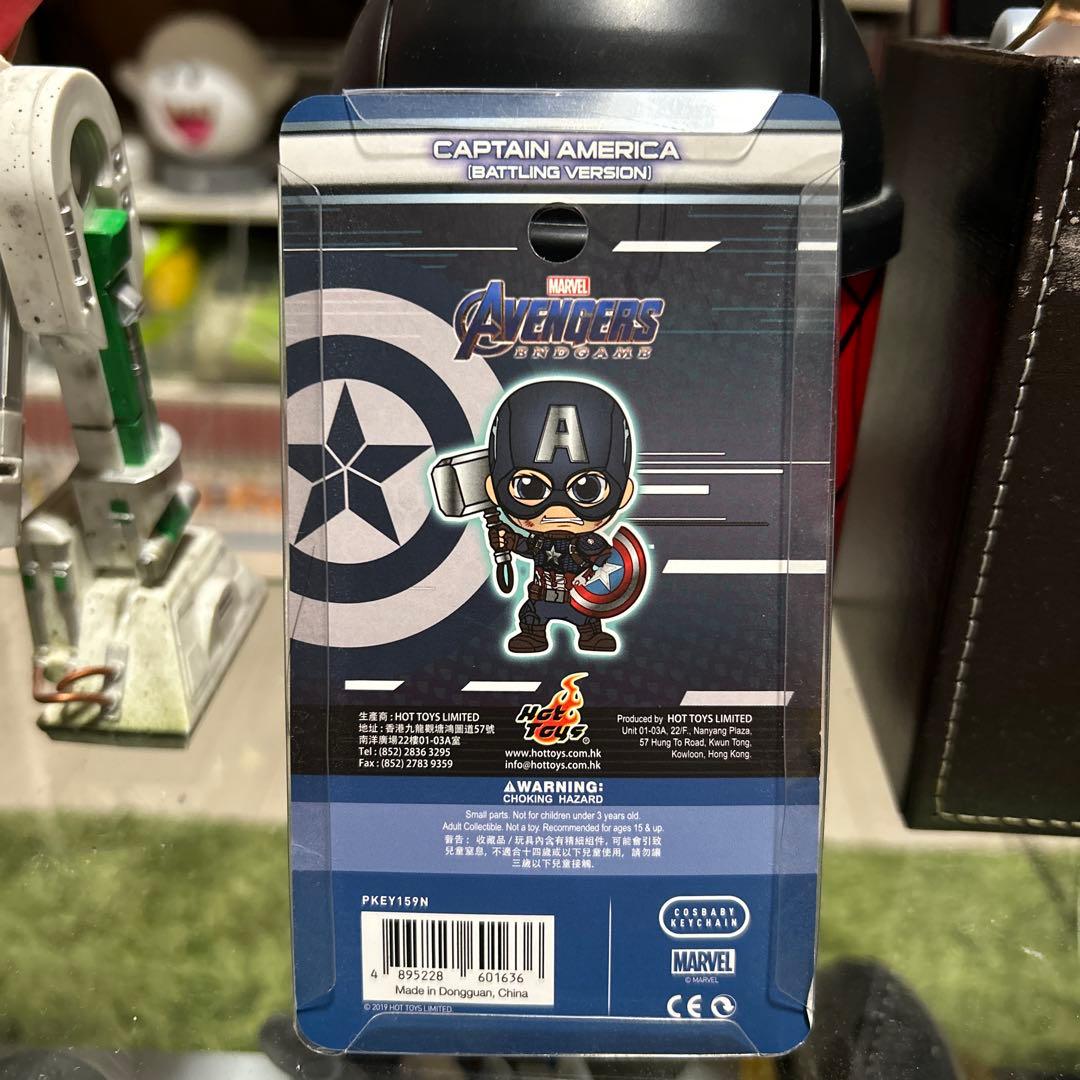 CAPTAIN AMERICA
(BATTLING VERSION)
MARVEL
AVENGERS
ENDGAME
A
生產商 : HOT TOYS LIMITED
地址 : 香港九龍觀塘鴻圖道57號
南洋廣場22樓01-03A室
Tel : (852) 2836 3295
Fax : (852) 2783 9359
Hot
Toys®
www.hottoys.com.hk
info@hottoys.com.hk
Produced by HOT TOYS LIMITED
Unit 01-03A, 22/F., Nanyang Plaza,
57 Hung To Road, Kwun Tong,
Kowloon, Hong Kong.
⚠WARNING:
CHOKING HAZARD
Small parts. Not for children under 3 years old.
Adult Collectible. Not a toy. Recommended for ages 15 & up.
警告： 收藏品 / 玩具內含有精細組件, 可能會引致
兒童窒息, 不適合十四歲或以下兒童使用, 請勿讓
三歲以下兒童接觸.
PKEY159N
4 895228 601636
Made in Dongguan, China
© 2019 HOT TOYS LIMITED.
COSBABY
KEYCHAIN
MARVEL
© MARVEL
CE